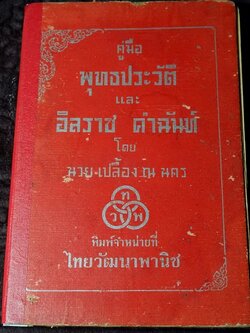 คู่มือ
พุทธประวัติ
และ
อิลราช คำฉันท์
โดย
นาย เปลื้อง ณ นคร
ท
ว พ
พิมพ์จำหน่ายที่
ไทยวัฒนาพานิช